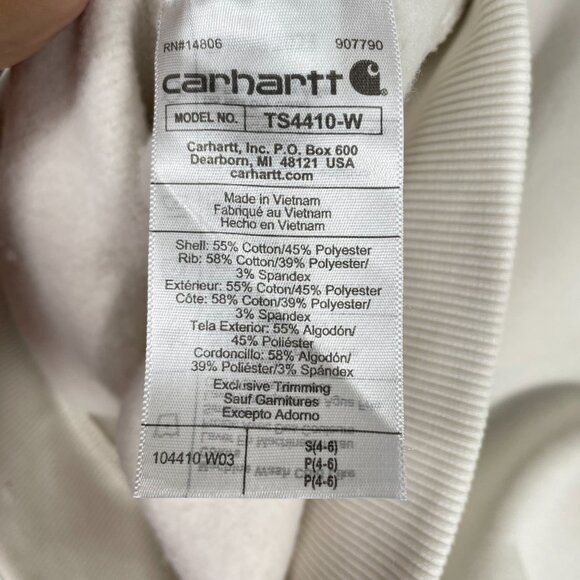 RN#14806 907790
carhartt
MODEL NO. TS4410-W
Carhartt, Inc. P.O. Box 600
Dearborn, MI 48121 USA
carhartt.com
Made in Vietnam
Fabriqué au Vietnam
Hecho en Vietnam
Shell: 55% Cotton/45% Polyester
Rib: 58% Cotton/39% Polyester/
3% Spandex
Extérieur: 55% Coton/45% Polyester
Côte: 58% Coton/39% Polyester/
3% Spandex
Tela Exterior: 55% Algodón/
45% Poliéster
Cordoncillo: 58% Algodón/
39% Poliéster/3% Spándex
Exclusive Trimming
Sauf Garnitures
Excepto Adorno
104410 W03
S(4-6)
P(4-6)
P(4-6)